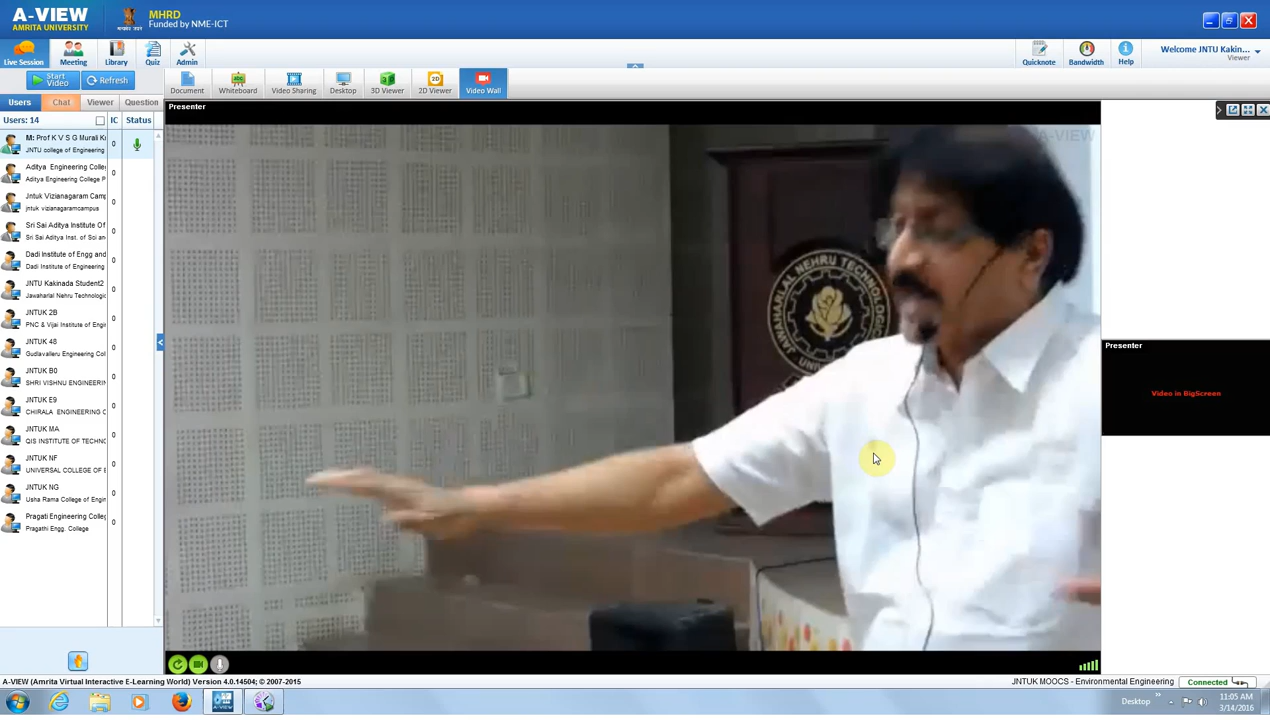 A-VIEW
AMRITA UNIVERSITY
MHRD
Funded by NME-ICT
Live Session
Meeting
Library
Quiz
Admin
Quicknote
Bandwidth
Help
Welcome JNTU Kakin...
Viewer
Start Video
Refresh
Document
Whiteboard
Video Sharing
Desktop
3D Viewer
2D Viewer
Video Wall
Users
Chat
Viewer
Question
Users: 14
IC
Status
Presenter
A-VIEW
M: Prof K V S G Murali Kr
JNTU college of Engineering
0
Aditya Engineering Colle
Aditya Engineering College P
0
Jntuk Vizianagaram Camp
jntuk vizianagaramcampus
0
Sri Sai Aditya Institute Of
Sri Sai Aditya Inst. of Sci an
0
Dadi Institute of Engg and
Dadi Institute of Engineering
0
JNTU Kakinada Student2
Jawaharlal Nehru Technologic
0
JNTUK 2B
PNC & Vijai Institute of Engi
0
JNTUK 48
Gudlavalleru Engineering Col
0
JNTUK B0
SHRI VISHNU ENGINEERIN
0
JNTUK E9
CHIRALA ENGINEERING C
0
JNTUK MA
QIS INSTITUTE OF TECHNO
0
JNTUK NF
UNIVERSAL COLLEGE OF E
0
JNTUK NG
Usha Rama College of Engin
0
Pragati Engineering Colleg
Pragathi Engg. College
0
JAWAHARLAL NEHRU TECHNOLOG
Presenter
Video in BigScreen
A-VIEW (Amrita Virtual Interactive E-Learning World) Version 4.0.14504; © 2007-2015
JNTUK MOOCS - Environmental Engineering
Connected
Desktop
11:05 AM
3/14/2016